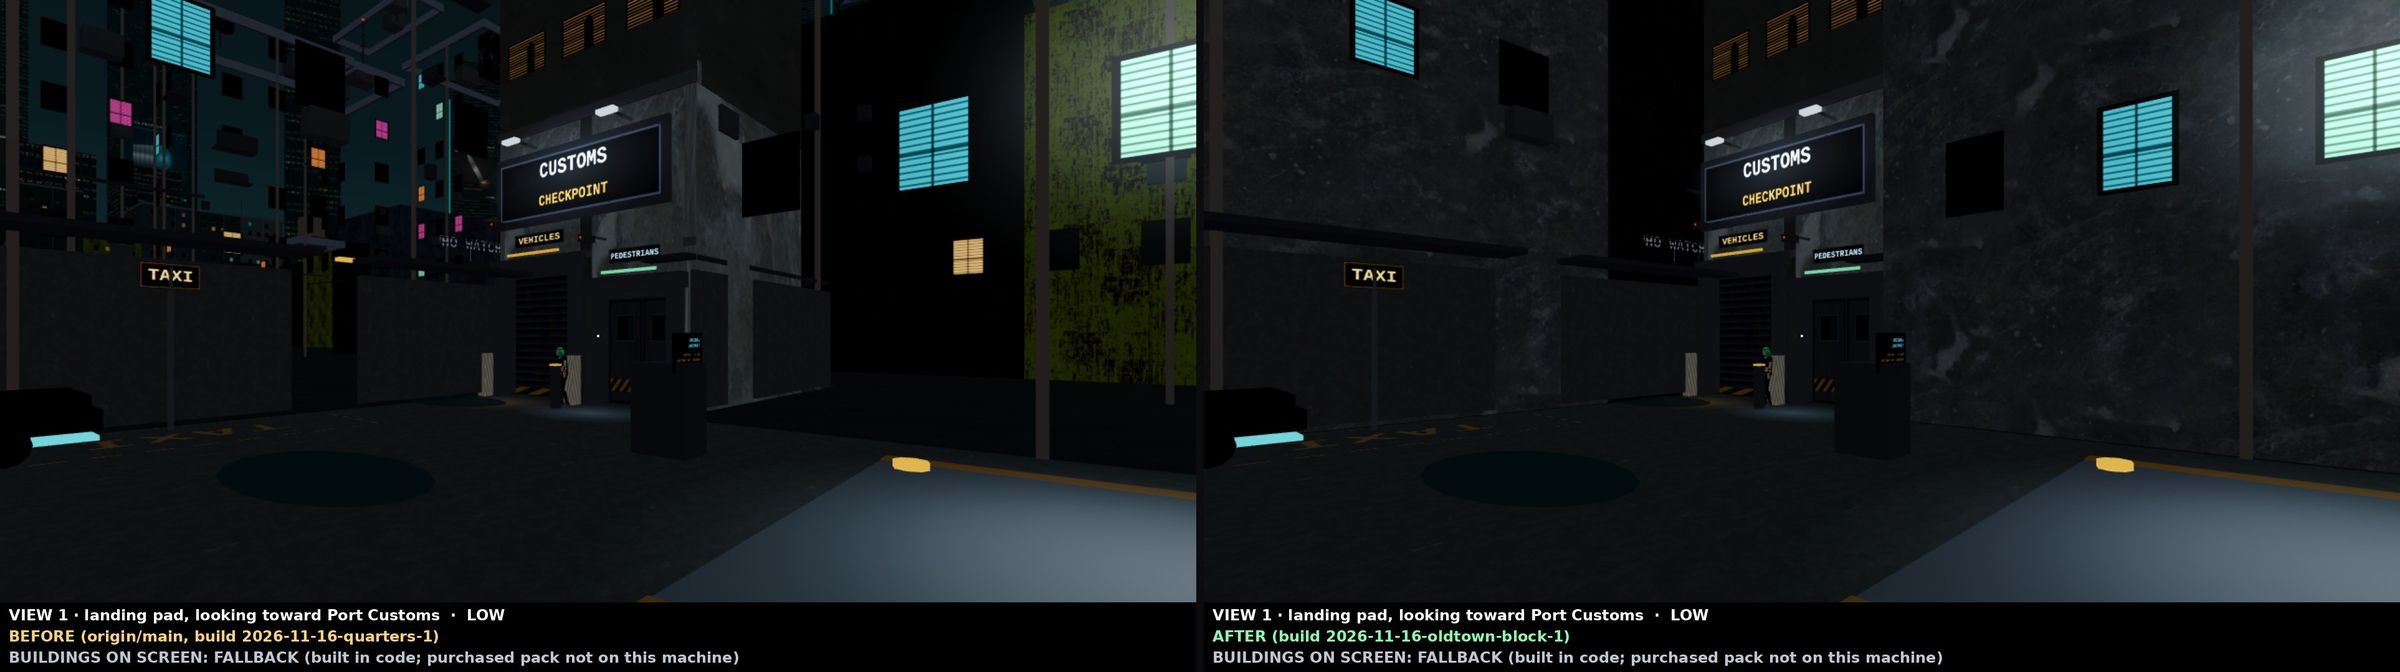 CUSTOMS
CHECKPOINT
VEHICLES
PEDESTRIANS
TAXI
TAXI
VIEW 1 · landing pad, looking toward Port Customs · LOW
BEFORE (origin/main, build 2026-11-16-quarters-1)
BUILDINGS ON SCREEN: FALLBACK (built in code; purchased pack not on this machine)
CUSTOMS
CHECKPOINT
VEHICLES
PEDESTRIANS
TAXI
TAXI
VIEW 1 · landing pad, looking toward Port Customs · LOW
AFTER (build 2026-11-16-oldtown-block-1)
BUILDINGS ON SCREEN: FALLBACK (built in code; purchased pack not on this machine)